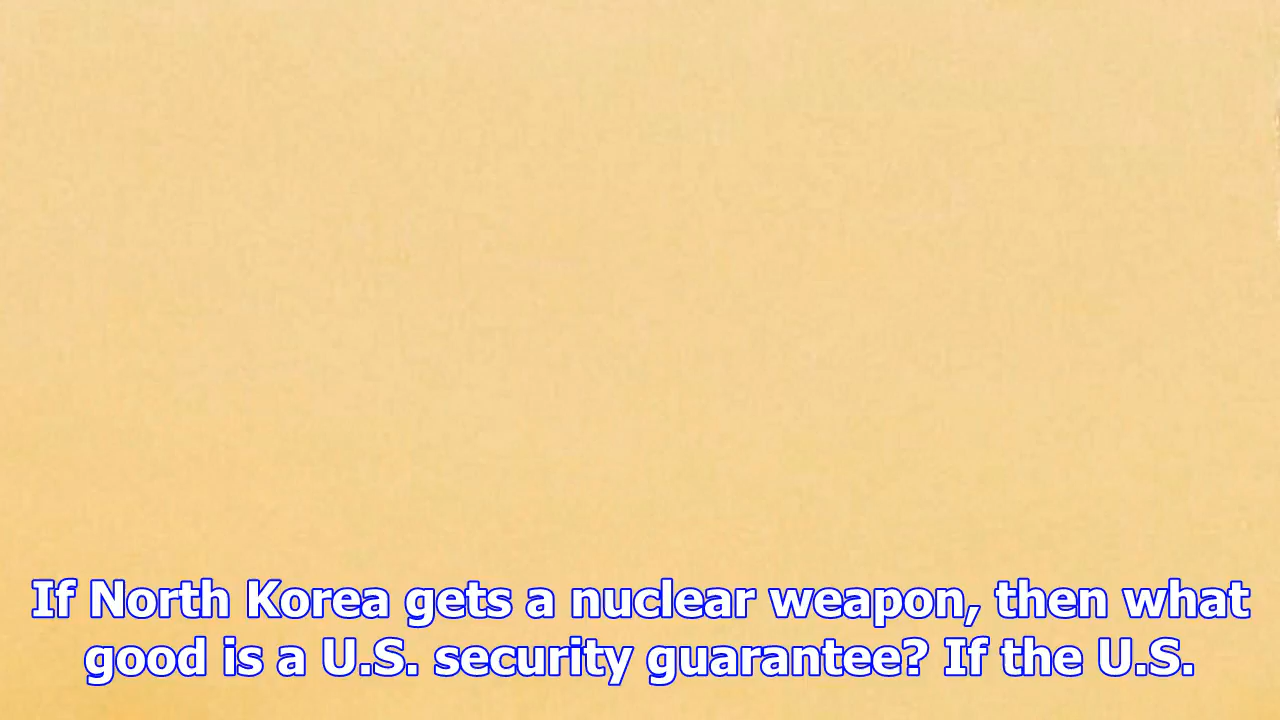 If North Korea gets a nuclear weapon, then what
good is a U.S. security guarantee? If the U.S.